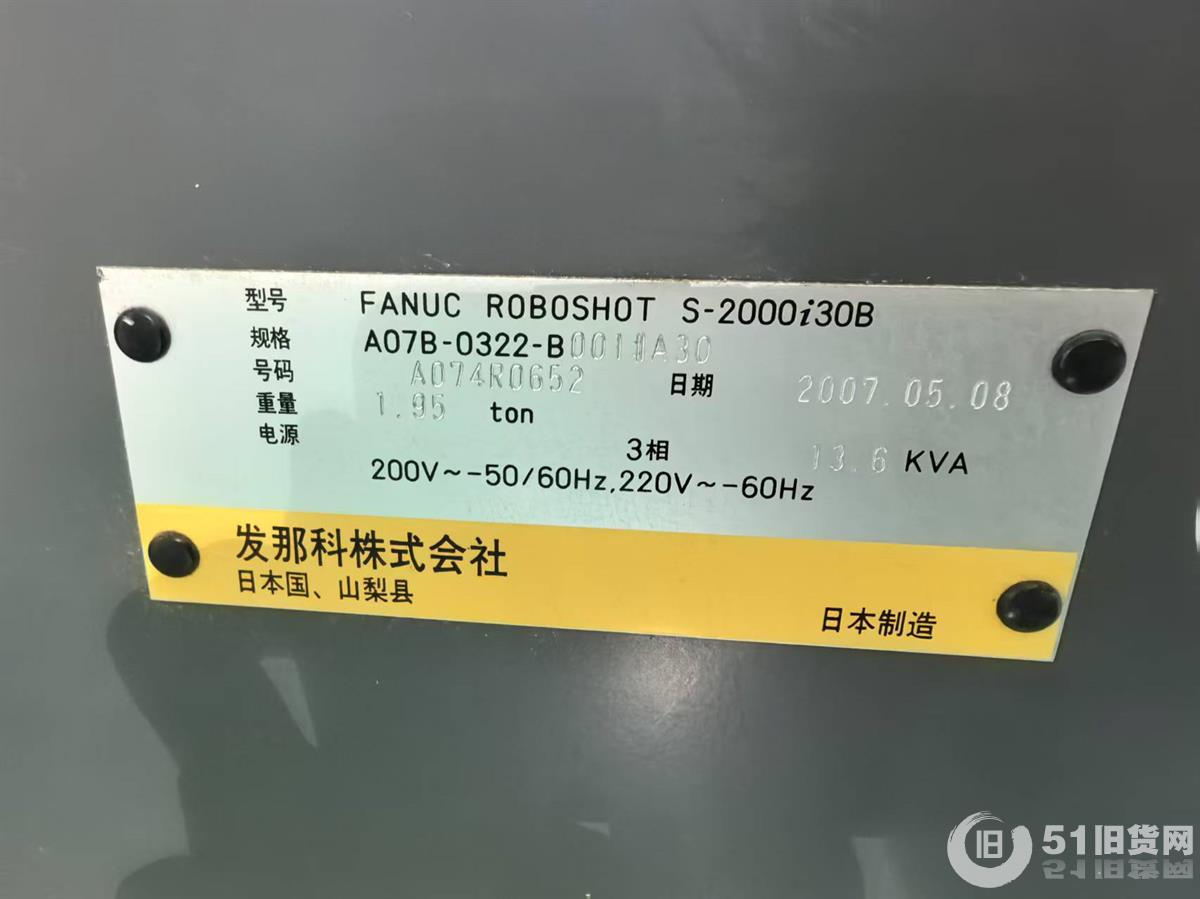 型号 FANUC ROBOSHOT S-2000i30B
规格 A07B-0322-B
号码 A074R0652 日期 2007.05.08
重量 1.95 ton
电源 3相 13.6 KVA
200V~-50/60Hz,220V~-60Hz
发那科株式会社
日本国、山梨县
日本制造
旧 51旧货网